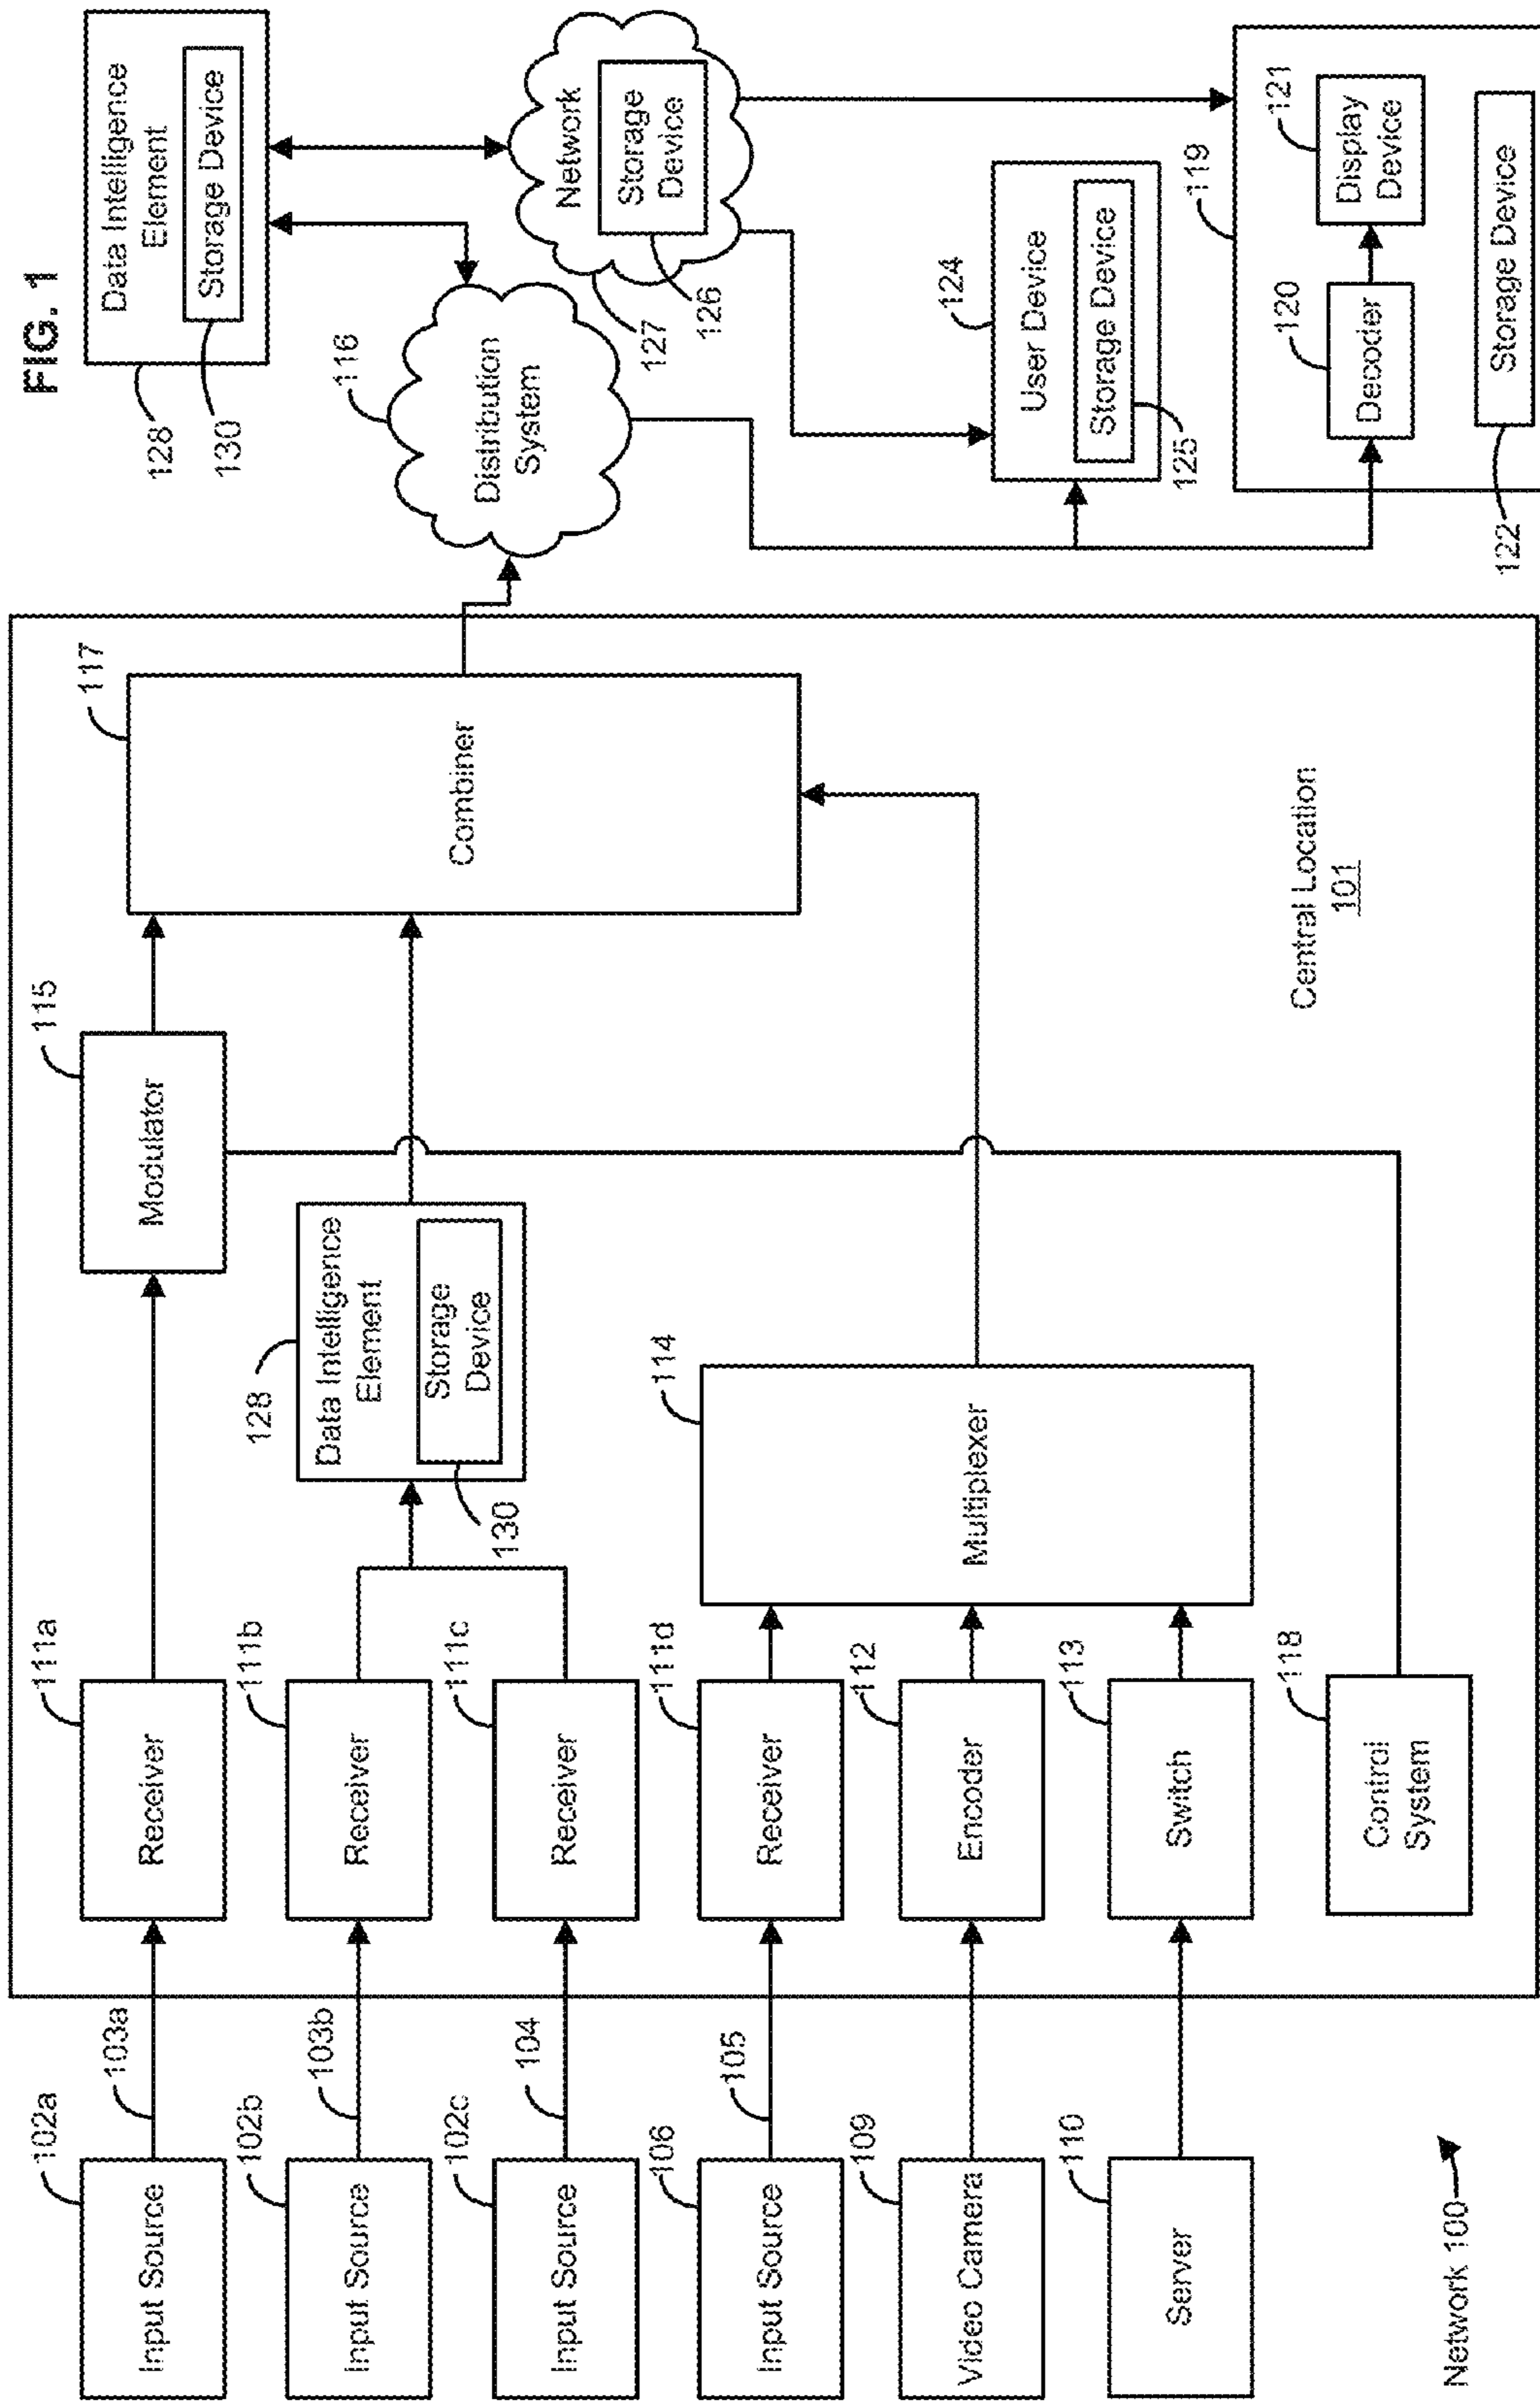 FIG. 1
102a
Input Source
103a
111a
Receiver
115
Modulator
102b
Input Source
103b
111b
Receiver
102c
Input Source
104
111c
Receiver
128
Data Intelligence
Element
Storage
Device
130
117
Combiner
106
Input Source
105
111d
Receiver
109
Video Camera
112
Encoder
110
Server
113
Switch
114
Multiplexer
118
Control
System
Central Location
101
Network 100
128
Data Intelligence
Element
Storage Device
130
116
Distribution
System
Network
Storage
Device
127
126
124
User Device
Storage Device
125
119
120
Decoder
121
Display
Device
122
Storage Device